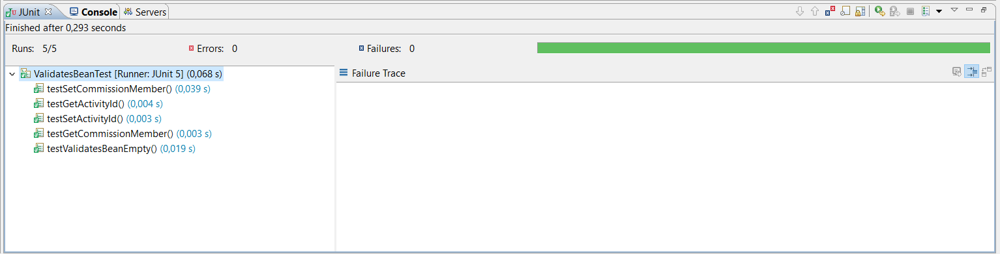 JUnit Console Servers
Finished after 0,293 seconds
Runs: 5/5 Errors: 0 Failures: 0
ValidatesBeanTest [Runner: JUnit 5] (0,068 s)
Failure Trace
testSetCommissionMember() (0,039 s)
testGetActivityId() (0,004 s)
testSetActivityId() (0,003 s)
testGetCommissionMember() (0,003 s)
testValidatesBeanEmpty() (0,019 s)